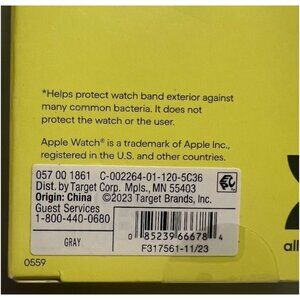 *Helps protect watch band exterior against
many common bacteria. It does not
protect the watch or the user.
Apple Watch® is a trademark of Apple Inc.,
registered in the U.S. and other countries.
057 00 1861 C-002264-01-120-5C36
Dist. by Target Corp. Mpls., MN 55403
Origin: China ©2023 Target Brands, Inc.
Guest Services
1-800-440-0680
GRAY
0 85239 66678 4
F317561-11/23
0559
all